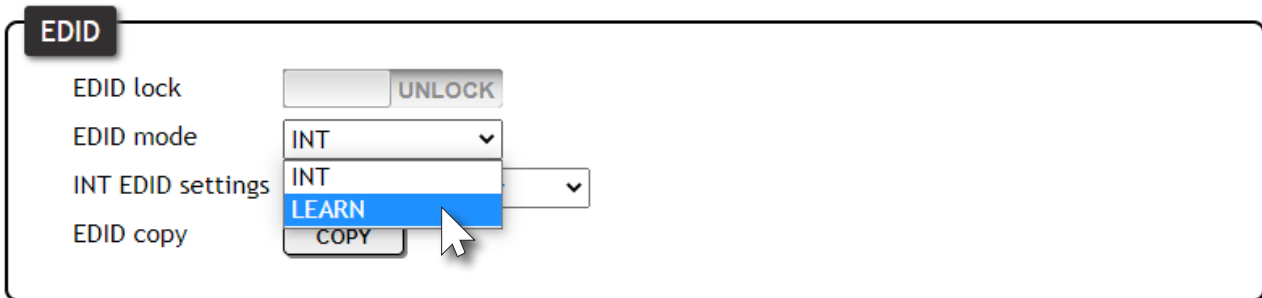 EDID
EDID lock UNLOCK
EDID mode INT
INT EDID settings INT
LEARN
EDID copy COPY